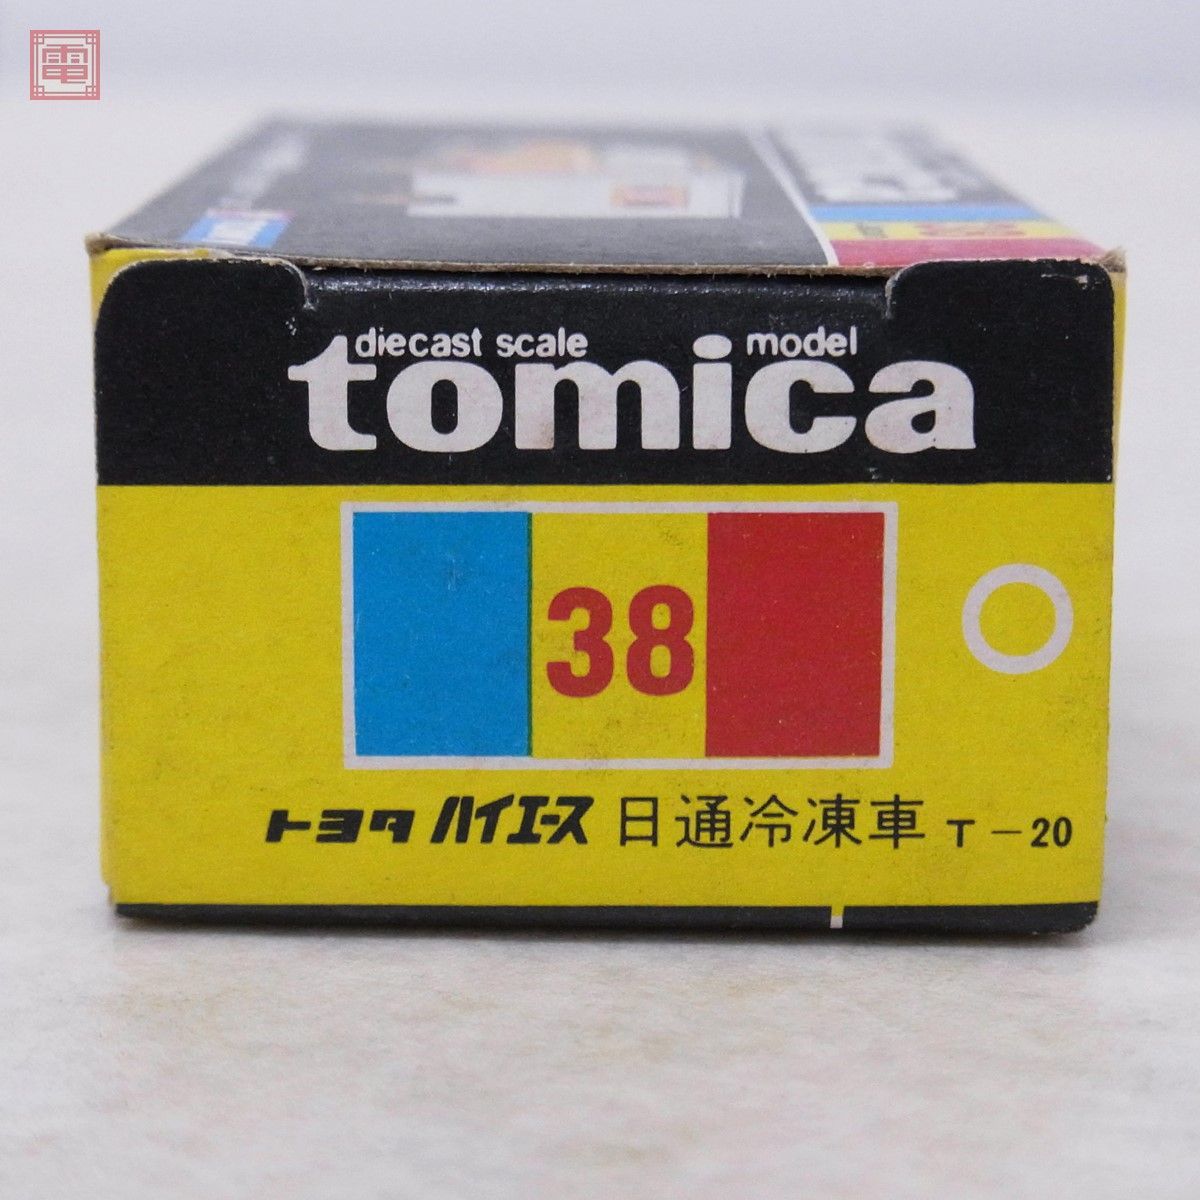 電
diecast scale model
tomica
38
トヨタ ハイエース 日通冷凍車 T-20